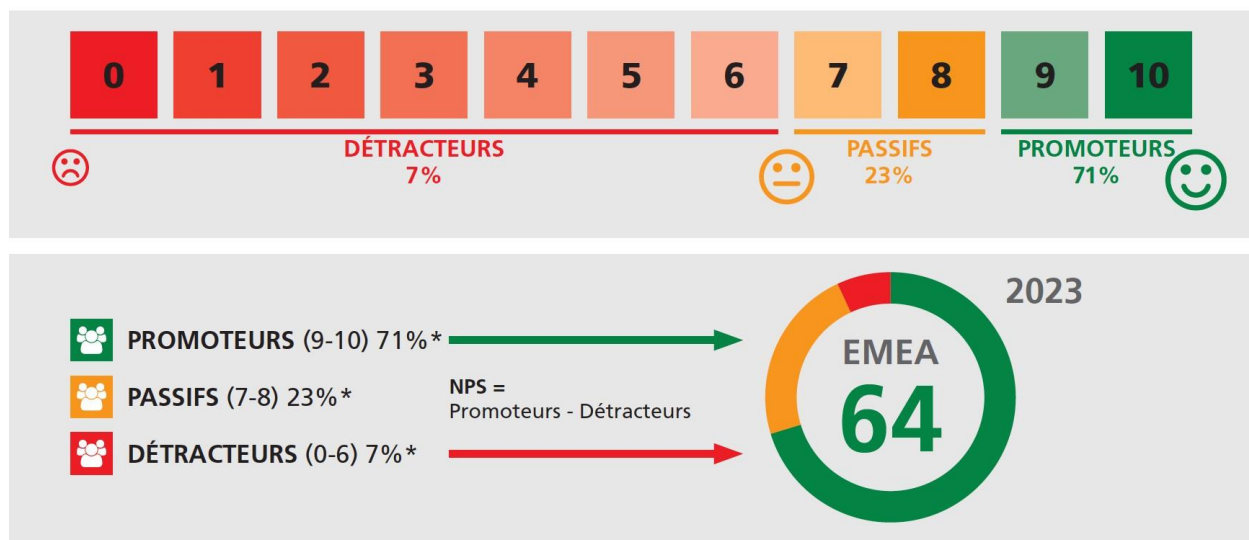 0 1 2 3 4 5 6 7 8 9 10
DÉTRACTEURS
7%
PASSIFS
23%
PROMOTEURS
71%
2023
PROMOTEURS (9-10) 71%*
PASSIFS (7-8) 23%*
DÉTRACTEURS (0-6) 7%*
NPS =
Promoteurs - Détracteurs
EMEA
64